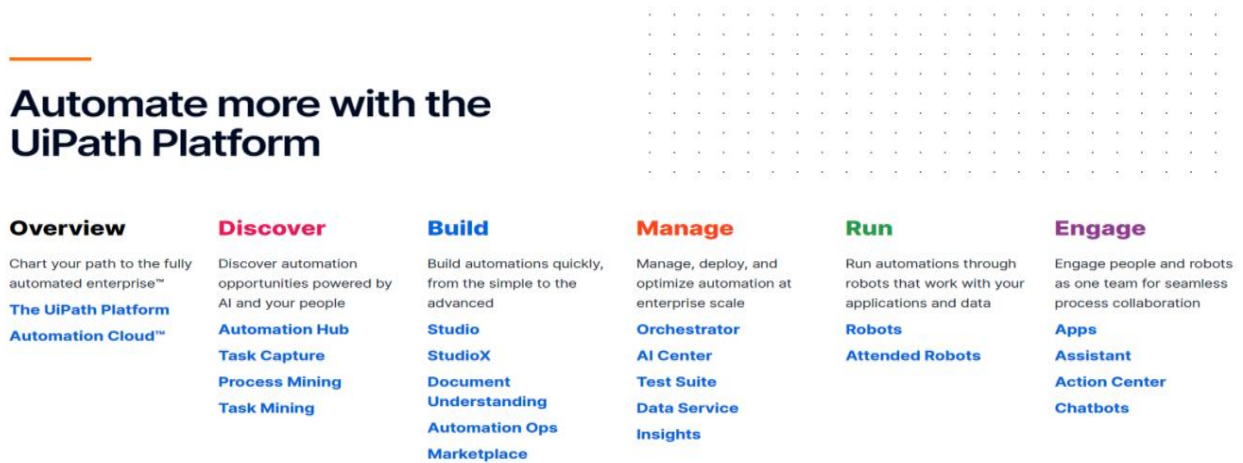 Automate more with the
UiPath Platform
Overview
Chart your path to the fully
automated enterprise™
The UiPath Platform
Automation Cloud™
Discover
Discover automation
opportunities powered by
AI and your people
Automation Hub
Task Capture
Process Mining
Task Mining
Build
Build automations quickly,
from the simple to the
advanced
Studio
StudioX
Document
Understanding
Automation Ops
Marketplace
Manage
Manage, deploy, and
optimize automation at
enterprise scale
Orchestrator
AI Center
Test Suite
Data Service
Insights
Run
Run automations through
robots that work with your
applications and data
Robots
Attended Robots
Engage
Engage people and robots
as one team for seamless
process collaboration
Apps
Assistant
Action Center
Chatbots